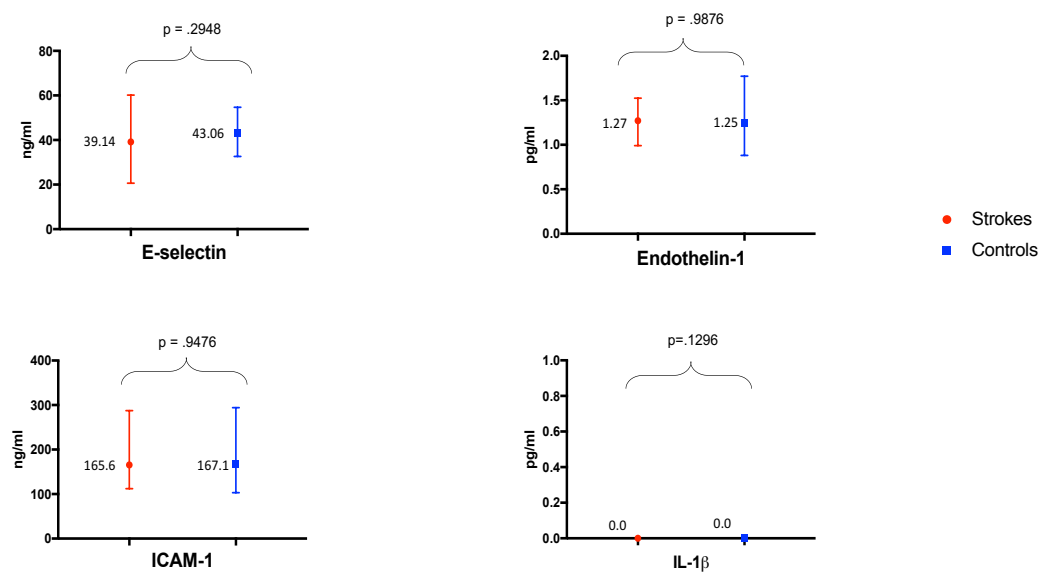 p = .2948
80
60
40
20
0
ng/ml
39.14
43.06
E-selectin
p = .9876
2.0
1.5
1.0
0.5
0.0
pg/ml
1.27
1.25
Endothelin-1
Strokes
Controls
p = .9476
400
300
200
100
0
ng/ml
165.6
167.1
ICAM-1
p=.1296
1.0
0.8
0.6
0.4
0.2
0.0
pg/ml
0.0
0.0
IL-1β